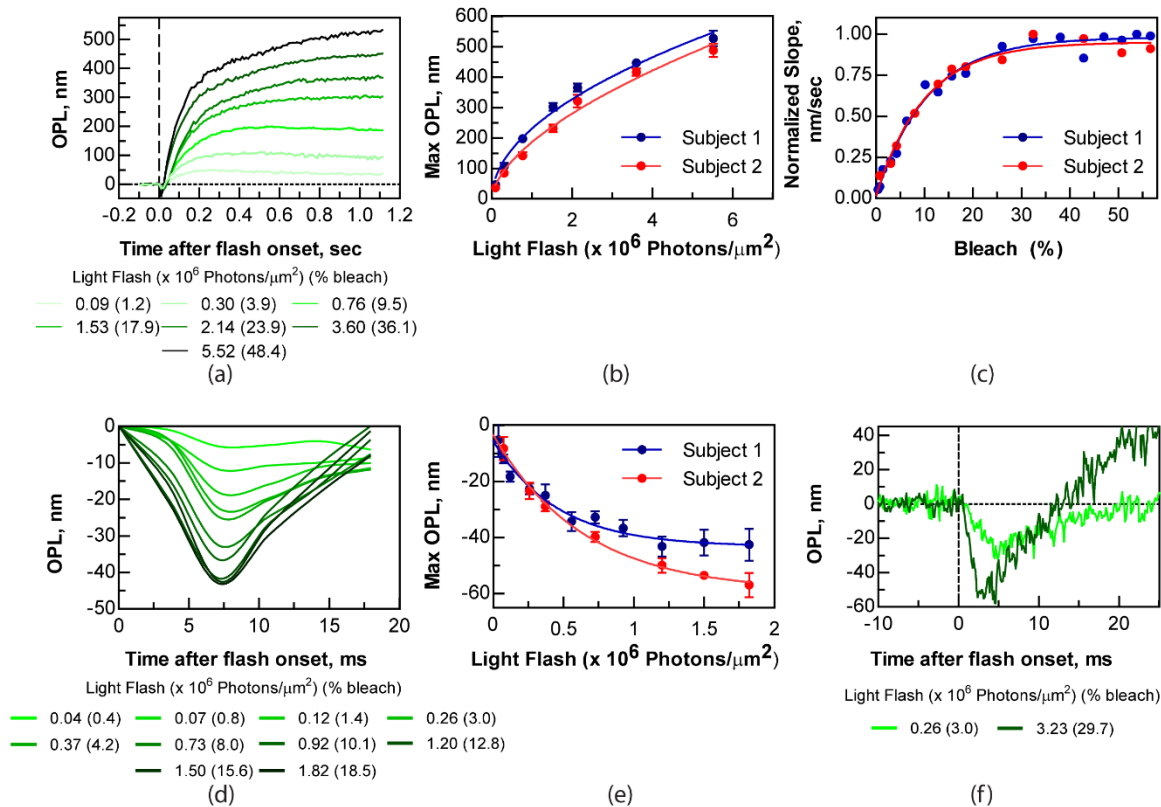 OPL, nm
500
400
300
200
100
0
-0.2 0.0 0.2 0.4 0.6 0.8 1.0 1.2
Time after flash onset, sec
Light Flash (x 10⁶ Photons/μm²) (% bleach)
0.09 (1.2) 0.30 (3.9) 0.76 (9.5)
1.53 (17.9) 2.14 (23.9) 3.60 (36.1)
5.52 (48.4)
(a)
Max OPL, nm
600
500
400
300
200
100
0
Subject 1
Subject 2
0 2 4 6 8
Light Flash (x 10⁶ Photons/μm²)
(b)
Normalized Slope,
nm/sec
1.00
0.75
0.50
0.25
0.00
Subject 1
Subject 2
0 10 20 30 40 50
Bleach (%)
(c)
OPL, nm
0
-10
-20
-30
-40
-50
0 5 10 15 20
Time after flash onset, ms
Light Flash (x 10⁶ Photons/μm²) (% bleach)
0.04 (0.4) 0.07 (0.8) 0.12 (1.4) 0.26 (3.0)
0.37 (4.2) 0.73 (8.0) 0.92 (10.1) 1.20 (12.8)
1.50 (15.6) 1.82 (18.5)
(d)
Max OPL, nm
0
-20
-40
-60
Subject 1
Subject 2
0 0.5 1 1.5 2
Light Flash (x 10⁶ Photons/μm²)
(e)
OPL, nm
40
20
0
-20
-40
-60
-10 0 10 20
Time after flash onset, ms
Light Flash (x 10⁶ Photons/μm²) (% bleach)
0.26 (3.0) 3.23 (29.7)
(f)